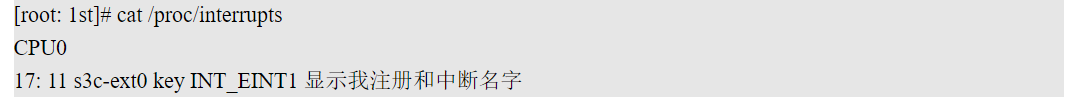 [root: 1st]# cat /proc/interrupts
CPU0
17: 11 s3c-ext0 key INT_EINT1 显示我注册和中断名字